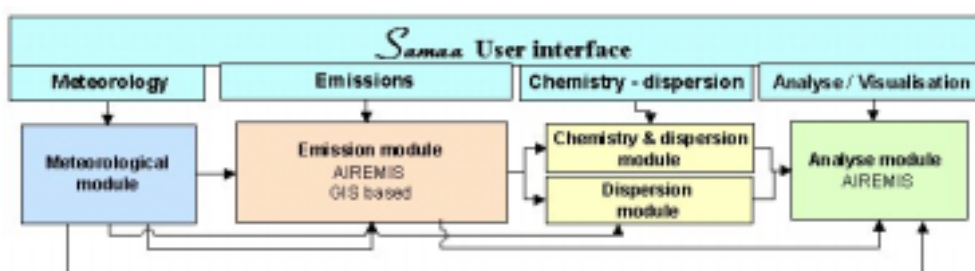 Samaa User interface
Meteorology
Emissions
Chemistry - dispersion
Analyse / Visualisation
Meteorological
module
Emission module
AIREMIS
GIS based
Chemistry & dispersion
module
Dispersion
module
Analyse module
AIREMIS